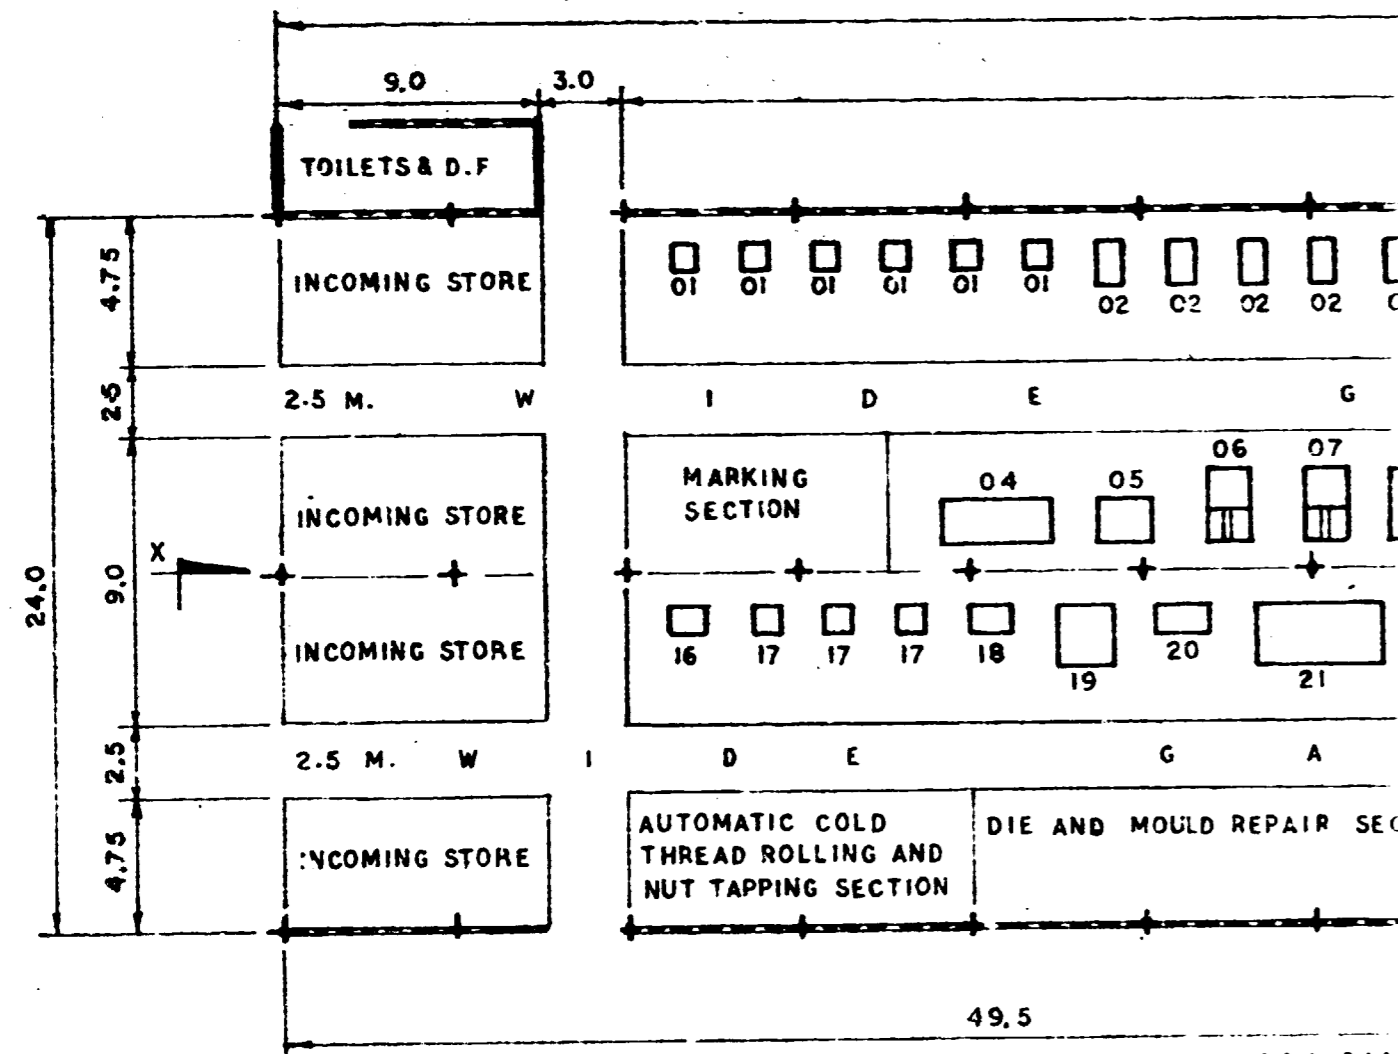 9.0 3.0
TOILETS & D.F
4.75
INCOMING STORE
01 01 01 01 01 01 02 02 02 02
2.5
2.5 M. W I D E G
24.0
9.0
INCOMING STORE
MARKING
SECTION
04 05 06 07
X
INCOMING STORE
16 17 17 17 18 19 20 21
2.5
2.5 M. W I D E G A
4.75
INCOMING STORE
AUTOMATIC COLD
THREAD ROLLING AND
NUT TAPPING SECTION
DIE AND MOULD REPAIR
49.5